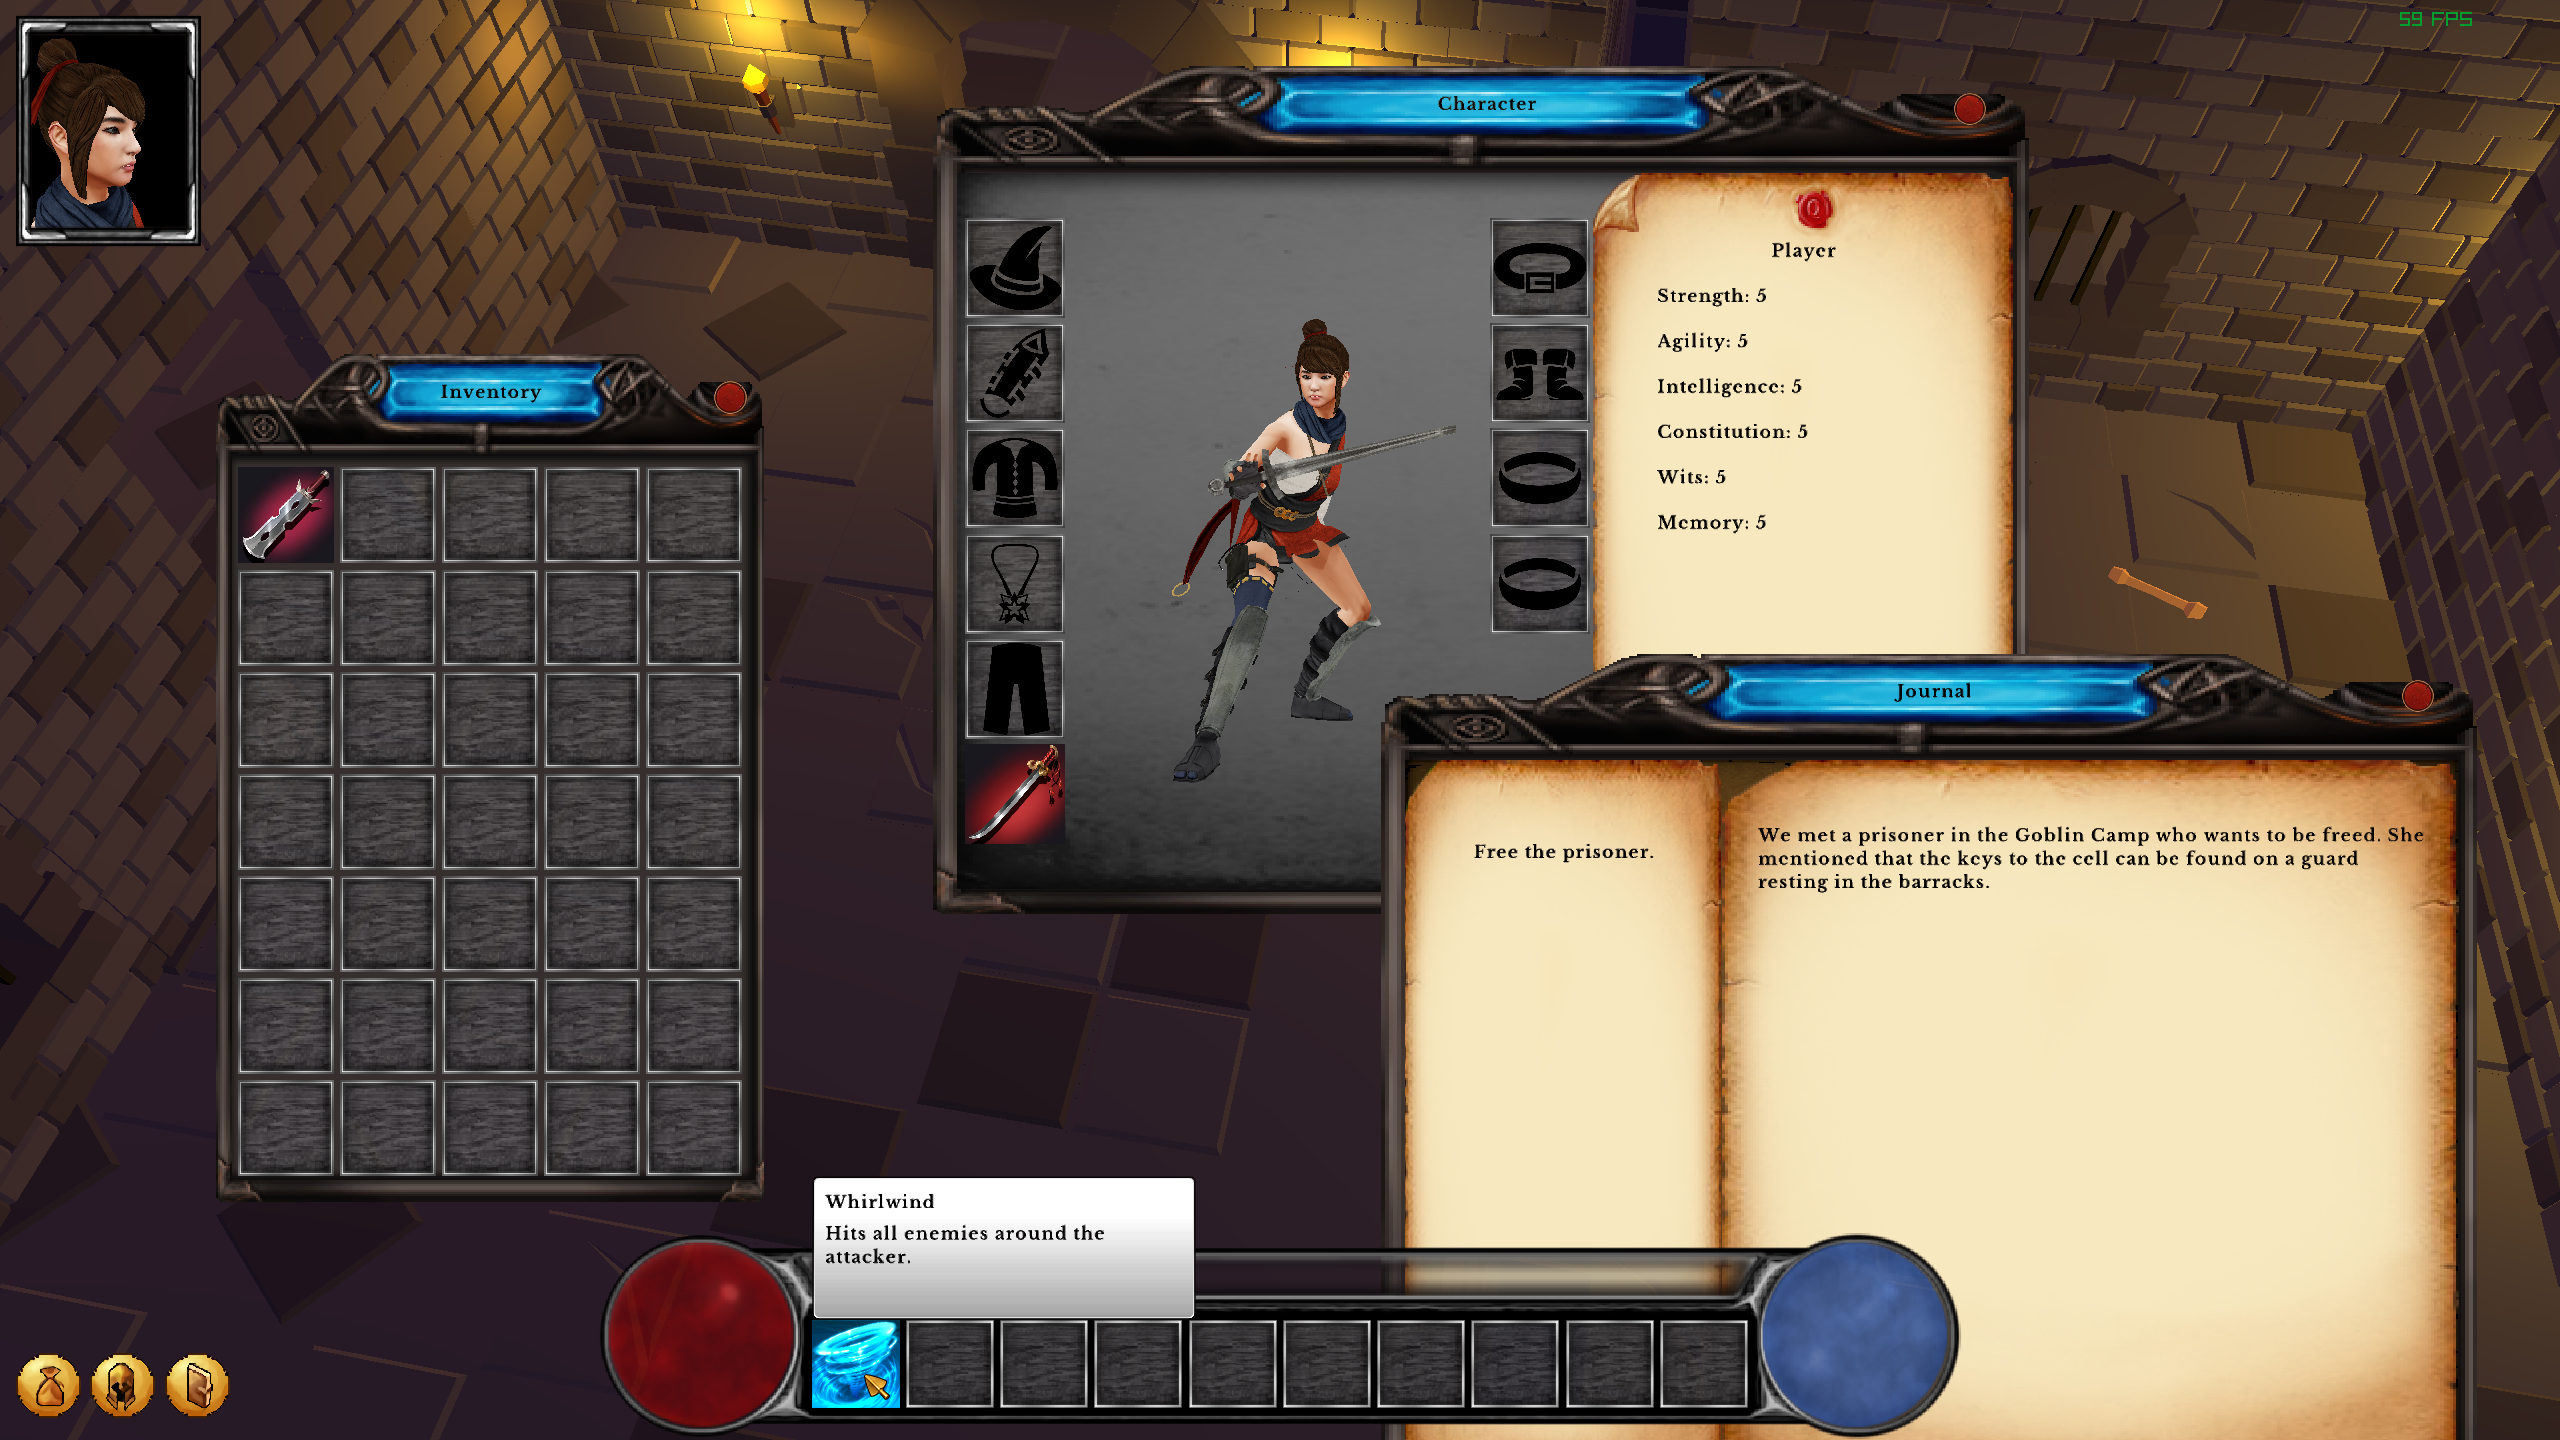 59 FPS
Character
Player
Strength: 5
Agility: 5
Intelligence: 5
Constitution: 5
Wits: 5
Memory: 5
Inventory
Journal
Free the prisoner.
We met a prisoner in the Goblin Camp who wants to be freed. She
mentioned that the keys to the cell can be found on a guard
resting in the barracks.
Whirlwind
Hits all enemies around the
attacker.